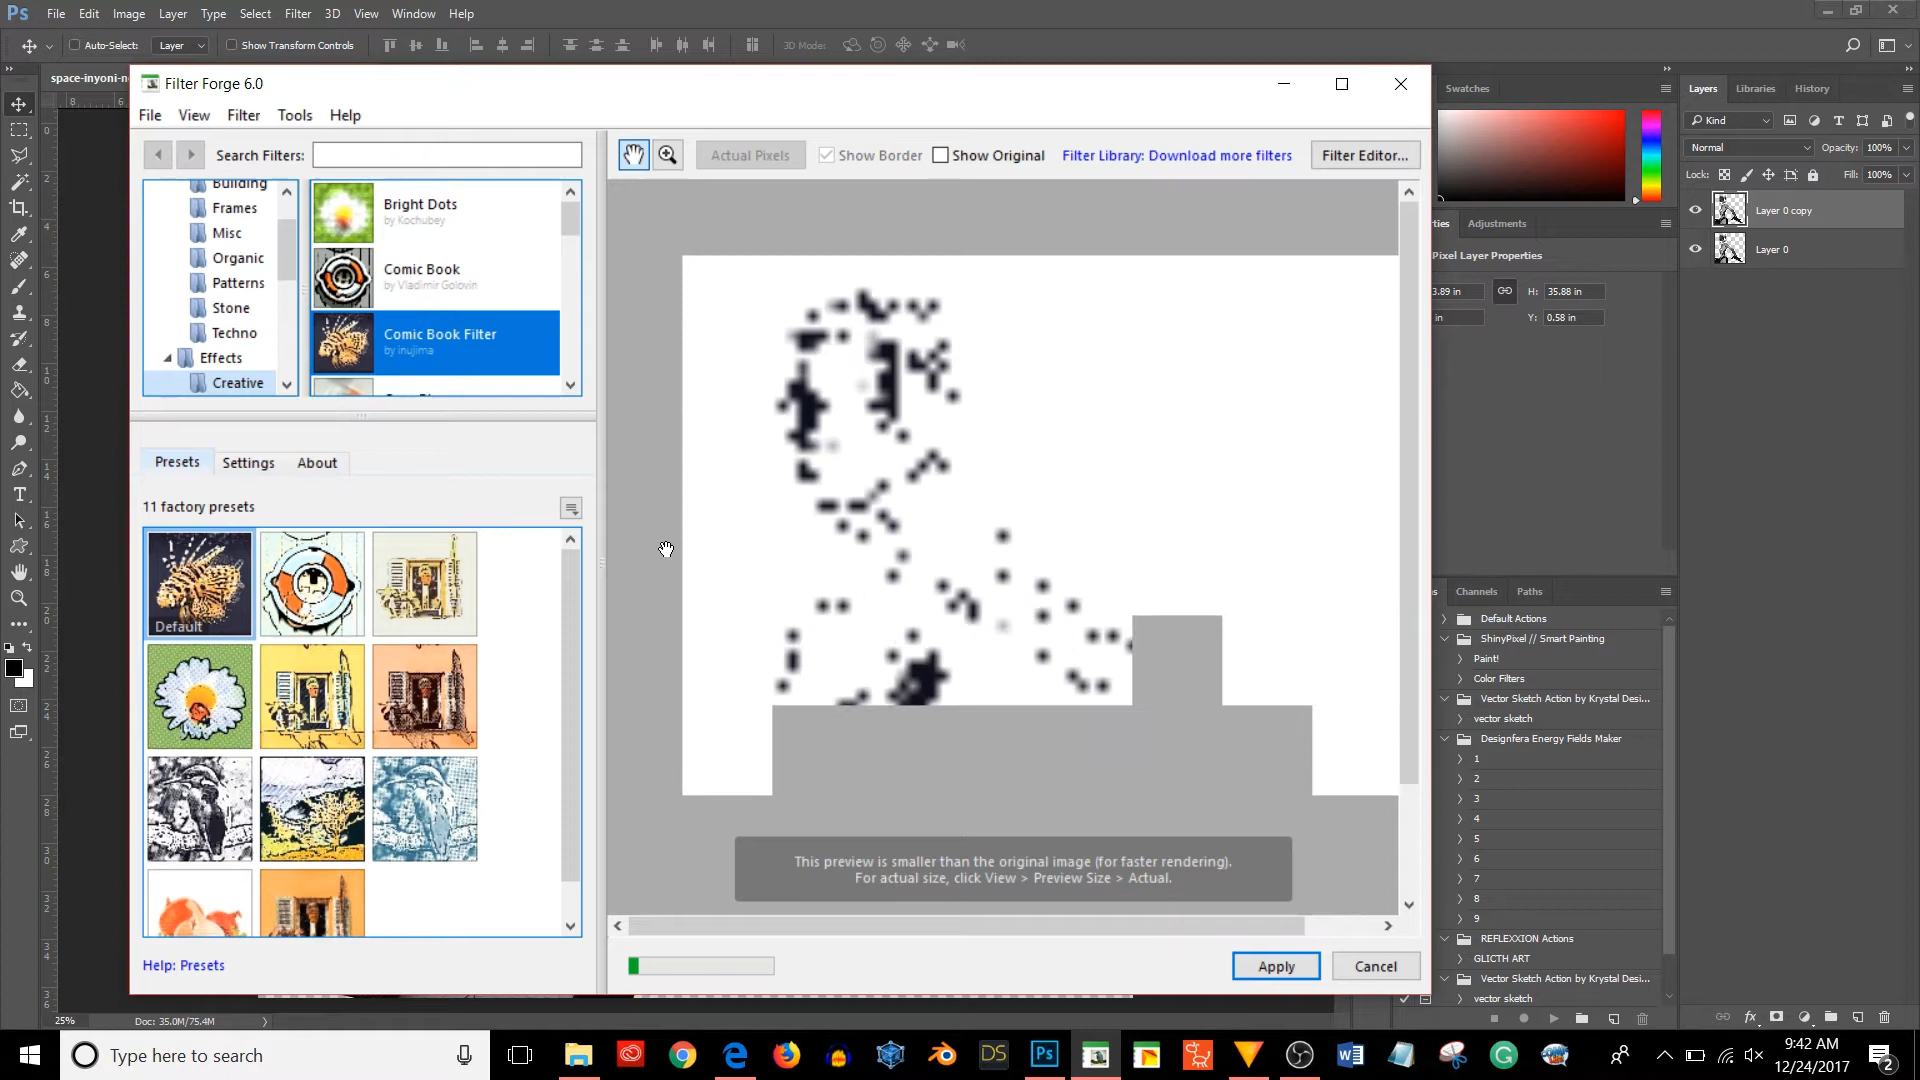 Ps File Edit Image Layer Type Select Filter 3D View Window Help
Auto-Select: Layer Show Transform Controls 3D Mode:
space-inyoni-n
Filter Forge 6.0
File View Filter Tools Help
Search Filters:
Actual Pixels Show Border Show Original Filter Library: Download more filters Filter Editor...
Building
Frames
Misc
Organic
Patterns
Stone
Techno
Effects
Creative
Bright Dots
by Kochubey
Comic Book
by Vladimir Golovin
Comic Book Filter
by inujima
Presets Settings About
11 factory presets
Default
Help: Presets
This preview is smaller than the original image (for faster rendering).
For actual size, click View > Preview Size > Actual.
Apply Cancel
25% Doc: 35.0M/75.4M
Swatches
Adjustments
Pixel Layer Properties
3.89 in H: 35.88 in
in Y: 0.58 in
Channels Paths
Default Actions
ShinyPixel // Smart Painting
Paint!
Color Filters
Vector Sketch Action by Krystal Desi...
vector sketch
Designfera Energy Fields Maker
1
2
3
4
5
6
7
8
9
REFLEXXION Actions
GLICTH ART
Vector Sketch Action by Krystal Desi...
vector sketch
Layers Libraries History
Kind
Normal Opacity: 100%
Lock: Fill: 100%
Layer 0 copy
Layer 0
Type here to search
DS
Ps
9:42 AM
12/24/2017
2